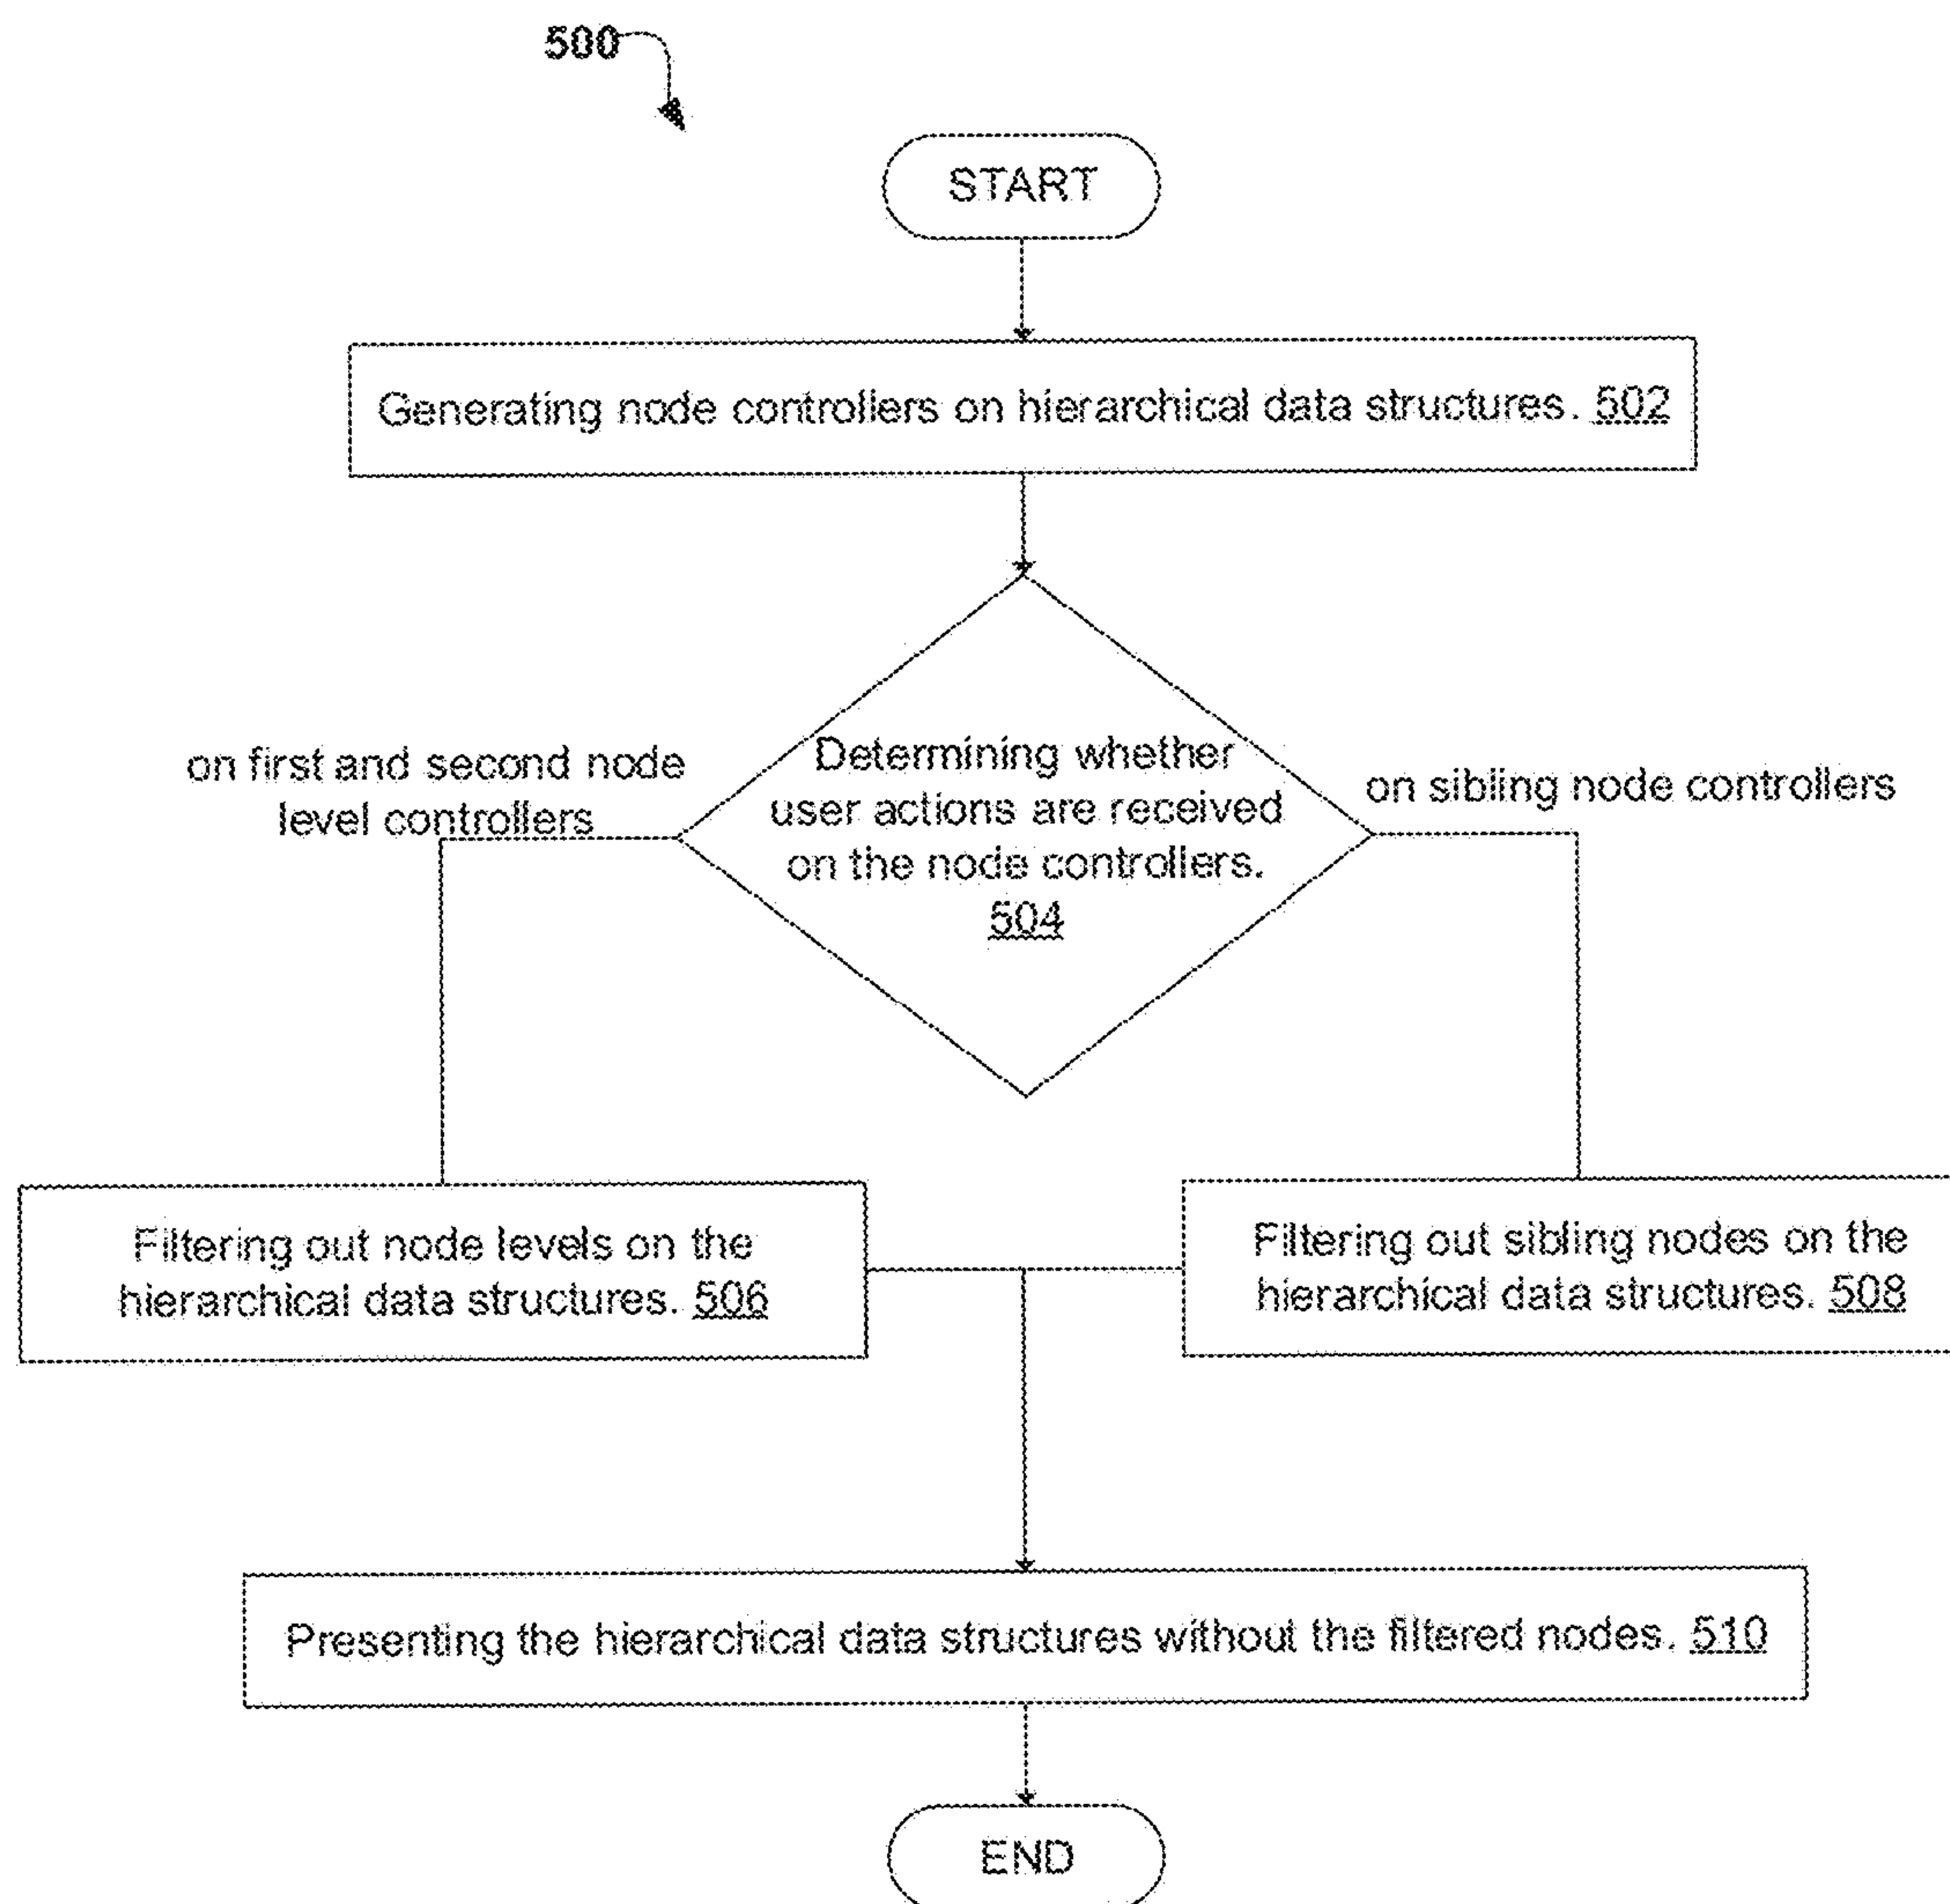 500
START
Generating node controllers on hierarchical data structures. 502
on first and second node
level controllers
Determining whether
user actions are received
on the node controllers.
504
on sibling node controllers
Filtering out node levels on the
hierarchical data structures. 506
Filtering out sibling nodes on the
hierarchical data structures. 508
Presenting the hierarchical data structures without the filtered nodes. 510
END